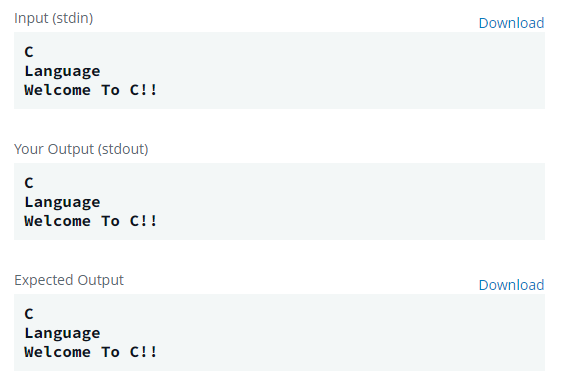 Input (stdin)
Download
C
Language
Welcome To C!!
Your Output (stdout)
C
Language
Welcome To C!!
Expected Output
Download
C
Language
Welcome To C!!